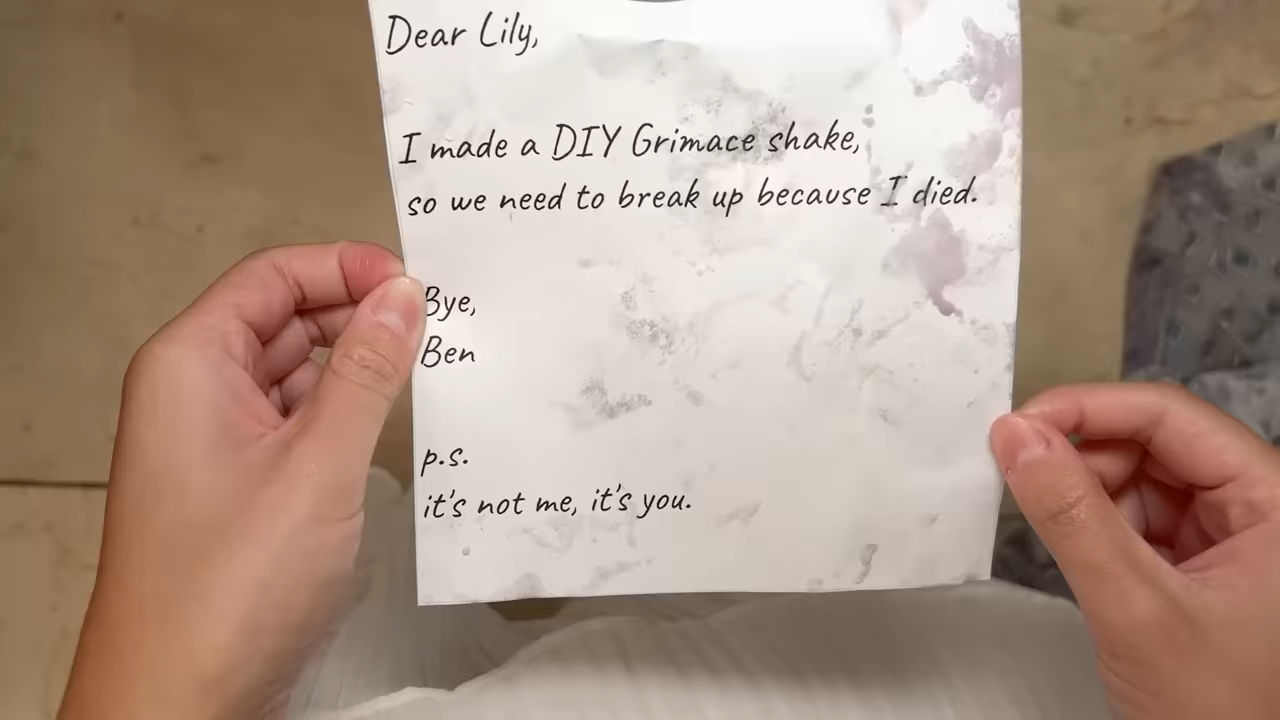 Dear Lily,
I made a DIY Grimace shake,
so we need to break up because I died.
Bye,
Ben
p.s.
it's not me, it's you.